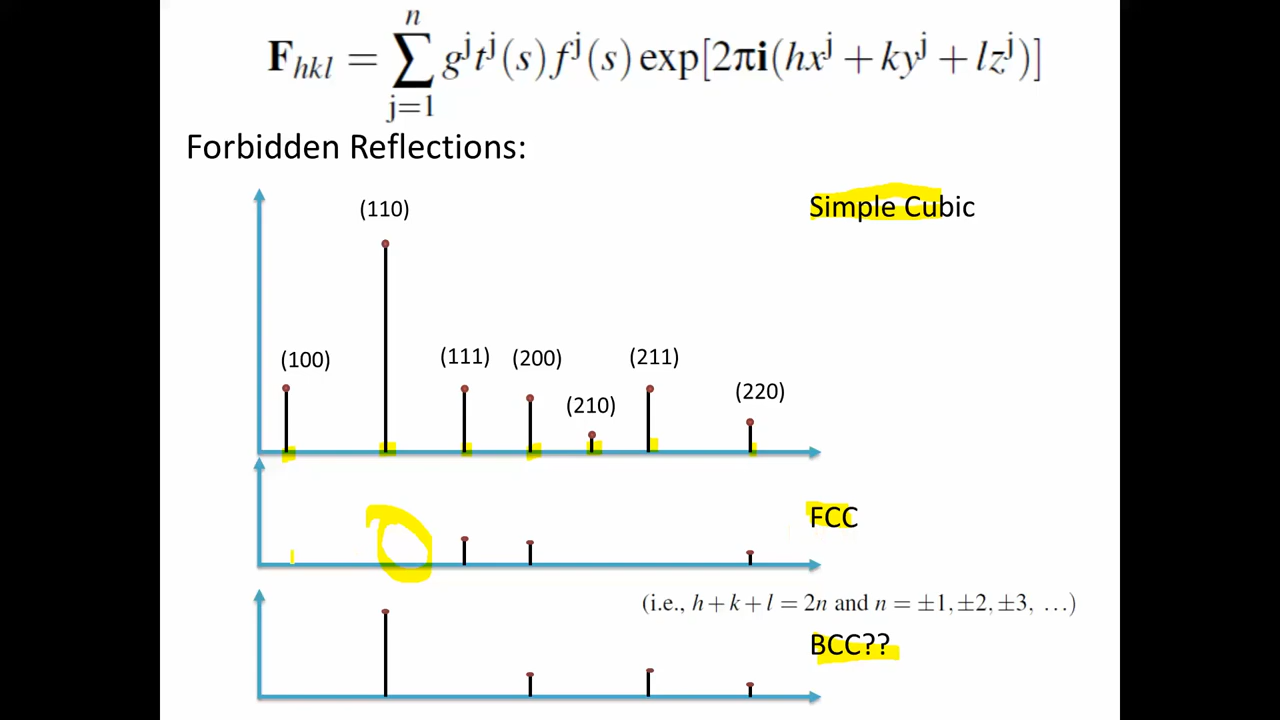 n
F_hkl = ∑ g^j t^j(s) f^j(s) exp[2πi(hx^j + ky^j + lz^j)]
j=1
Forbidden Reflections:
Simple Cubic
(110)
(100) (111) (200) (211)
(210) (220)
FCC
(i.e., h + k + l = 2n and n = ±1, ±2, ±3, …)
BCC??